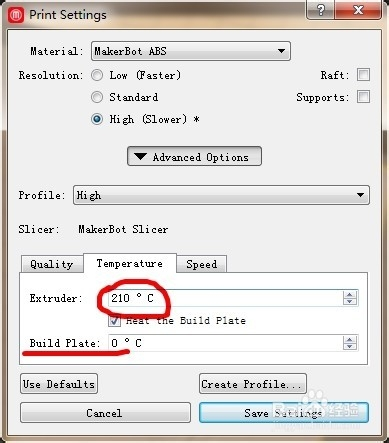 Print Settings
Material: MakerBot ABS
Resolution: Low (Faster) Raft:
Standard Supports:
High (Slower) *
Advanced Options
Profile: High
Slicer: MakerBot Slicer
Quality Temperature Speed
Extruder: 210 ° C
Heat the Build Plate
Build Plate: 0 ° C
Use Defaults Create Profile...
Cancel Save Settings